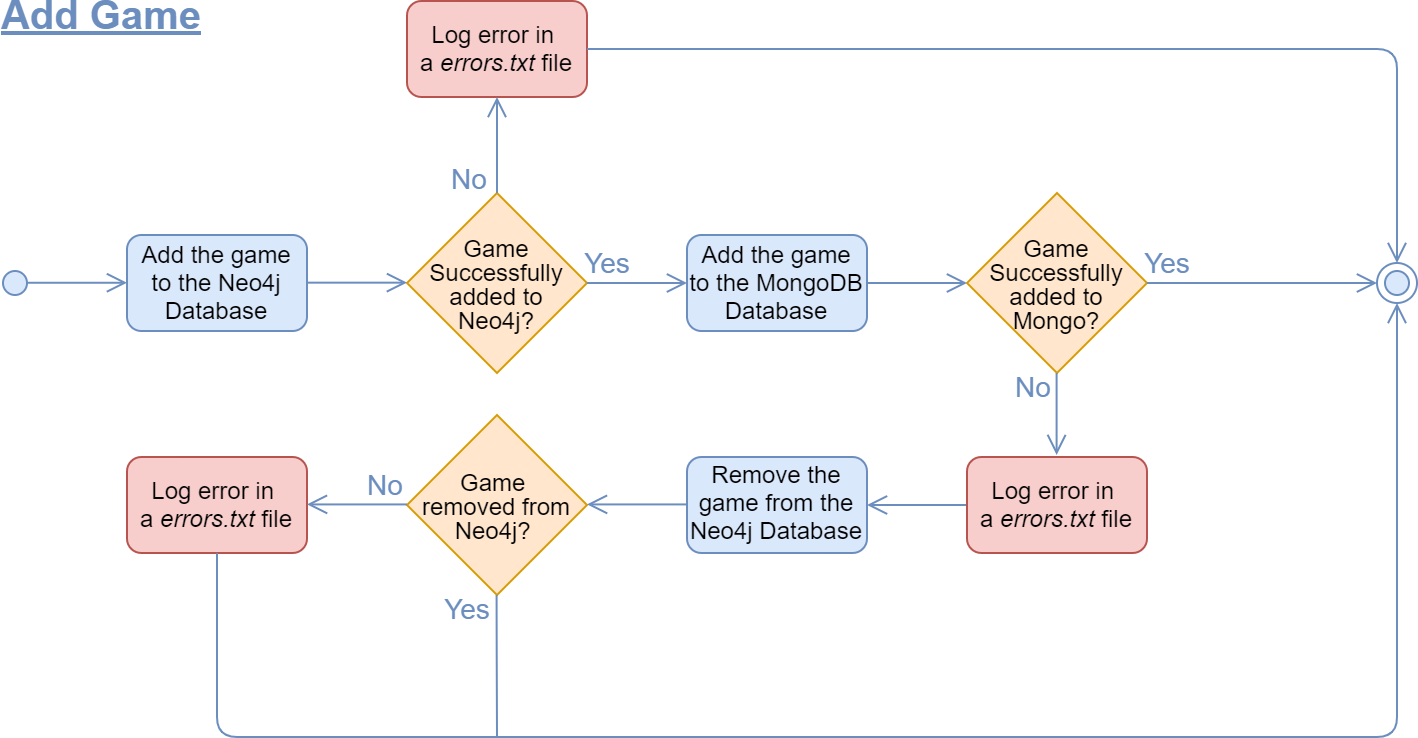 Add Game
Log error in
a errors.txt file
No
Add the game
to the Neo4j
Database
Game
Successfully
added to
Neo4j?
Yes
Add the game
to the MongoDB
Database
Game
Successfully
added to
Mongo?
Yes
No
Log error in
a errors.txt file
Remove the
game from the
Neo4j Database
Game
removed from
Neo4j?
No
Log error in
a errors.txt file
Yes